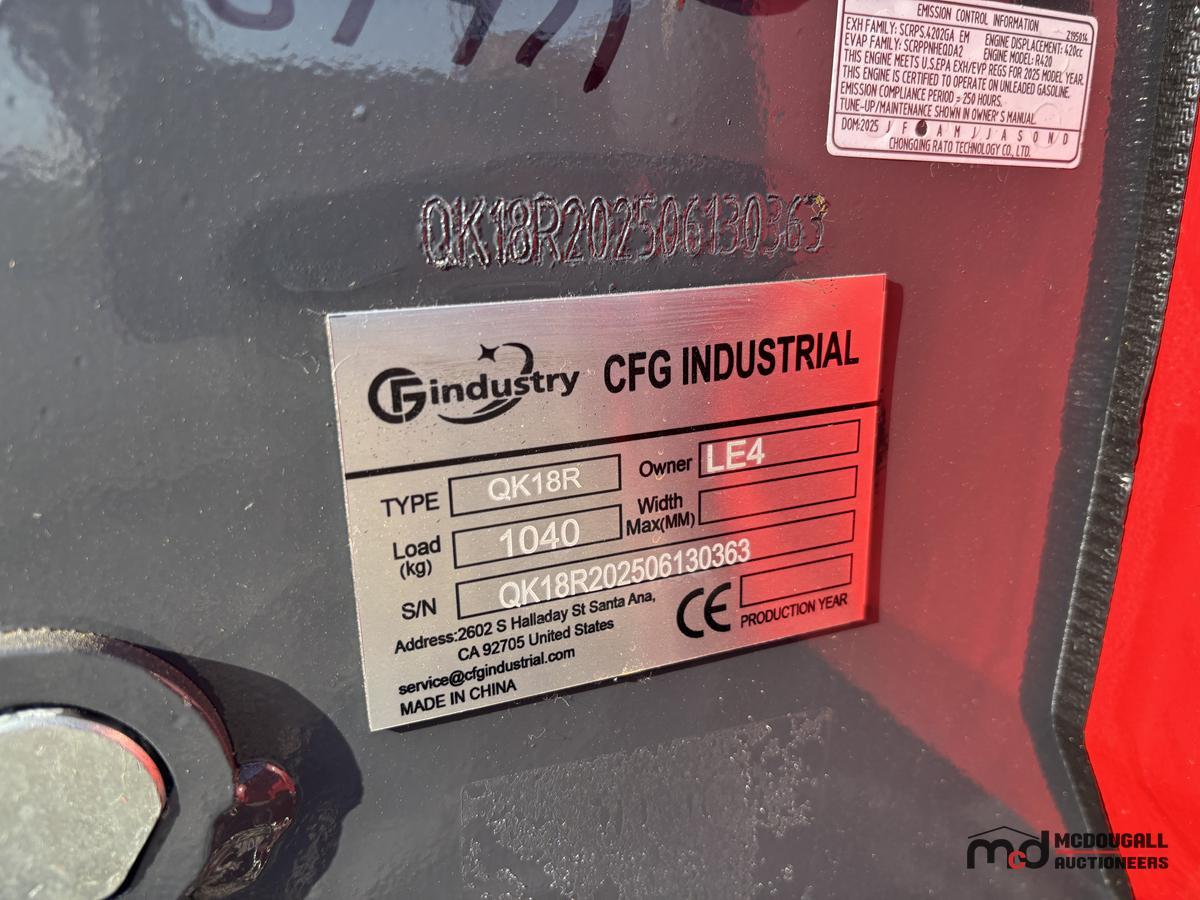 EMISSION CONTROL INFORMATION
EXH FAMILY: SCRPS.4202GA EM
Z195014
EVAP FAMILY: SCRPPNHEQDA2
ENGINE DISPLACEMENT: 420cc
ENGINE MODEL: R420
THIS ENGINE MEETS U.S.EPA EXH/EVP REGS FOR 2025 MODEL YEAR.
THIS ENGINE IS CERTIFIED TO OPERATE ON UNLEADED GASOLINE.
EMISSION COMPLIANCE PERIOD = 250 HOURS.
TUNE-UP/MAINTENANCE SHOWN IN OWNER'S MANUAL
DOM:2025 J F A M J J A S O N D
CHONGQING RATO TECHNOLOGY CO., LTD.
QK18R202506130363
CFG industry
CFG INDUSTRIAL
TYPE QK18R
Owner LE4
Load (kg) 1040
Width Max(MM)
S/N QK18R202506130363
Address:2602 S Halladay St Santa Ana,
CA 92705 United States
service@cfgindustrial.com
MADE IN CHINA
CE
PRODUCTION YEAR
mcd MCDOUGALL
AUCTIONEERS